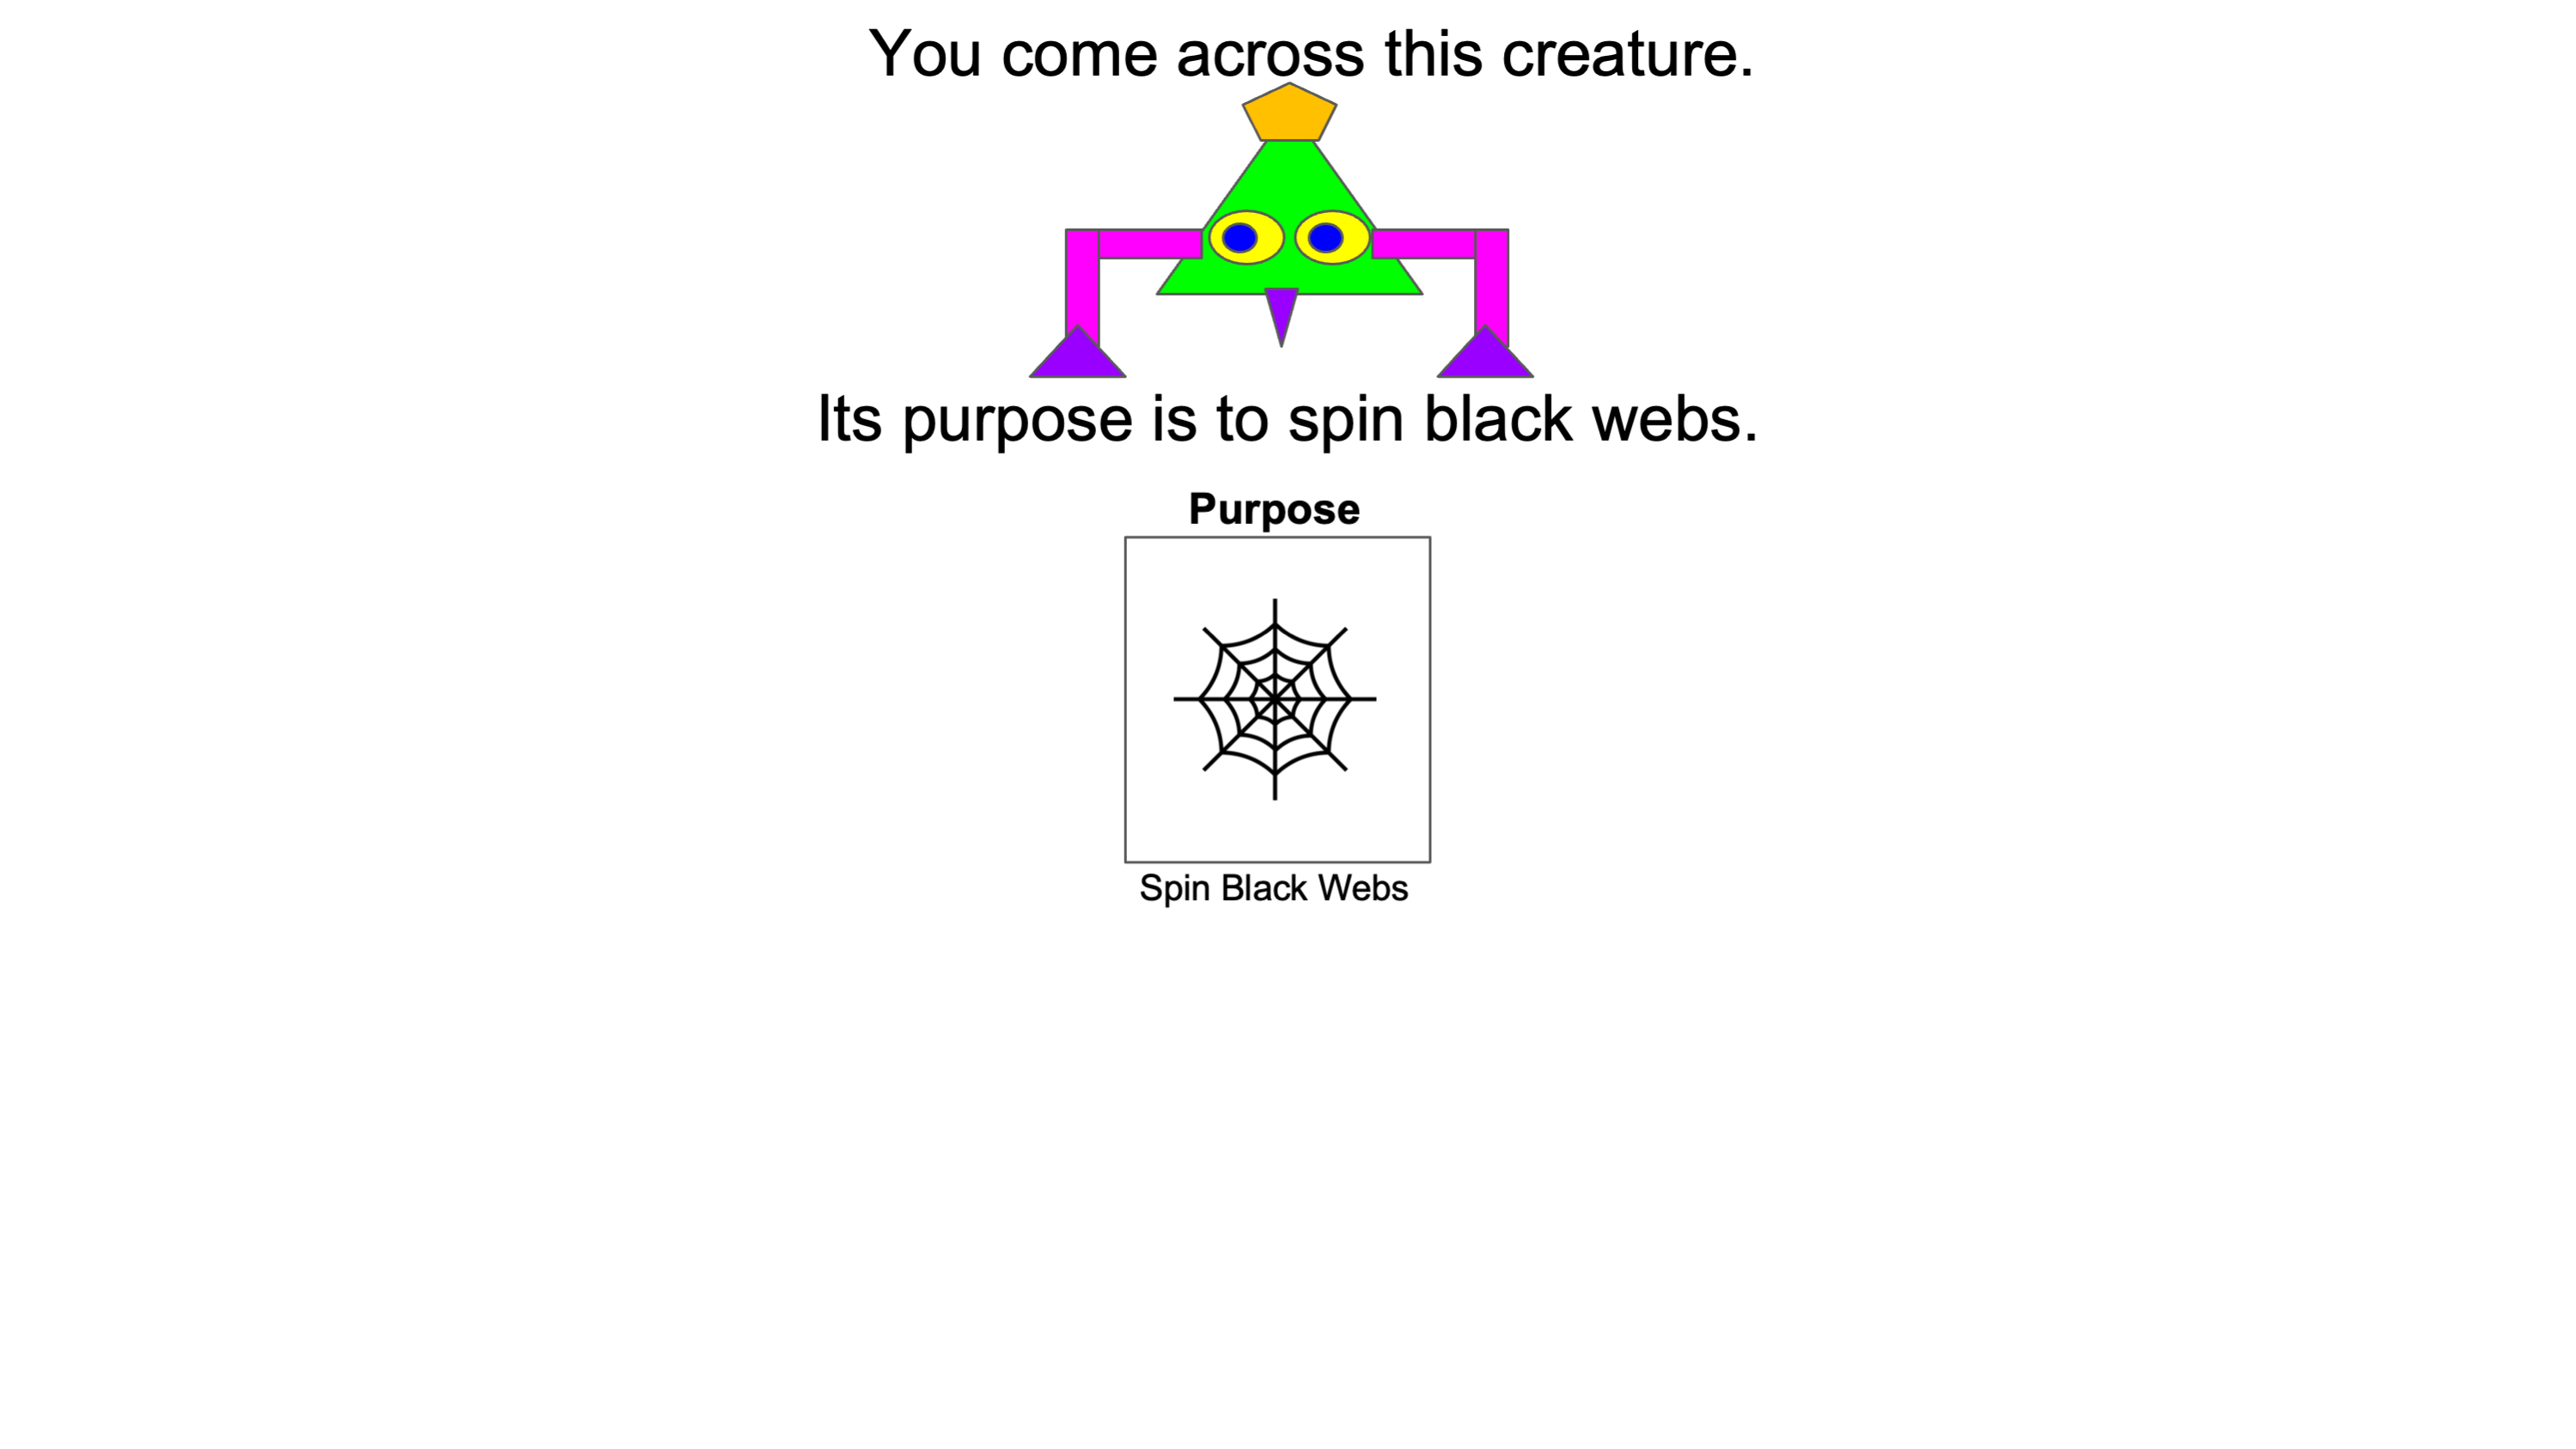 You come across this creature.
Its purpose is to spin black webs.
Purpose
Spin Black Webs